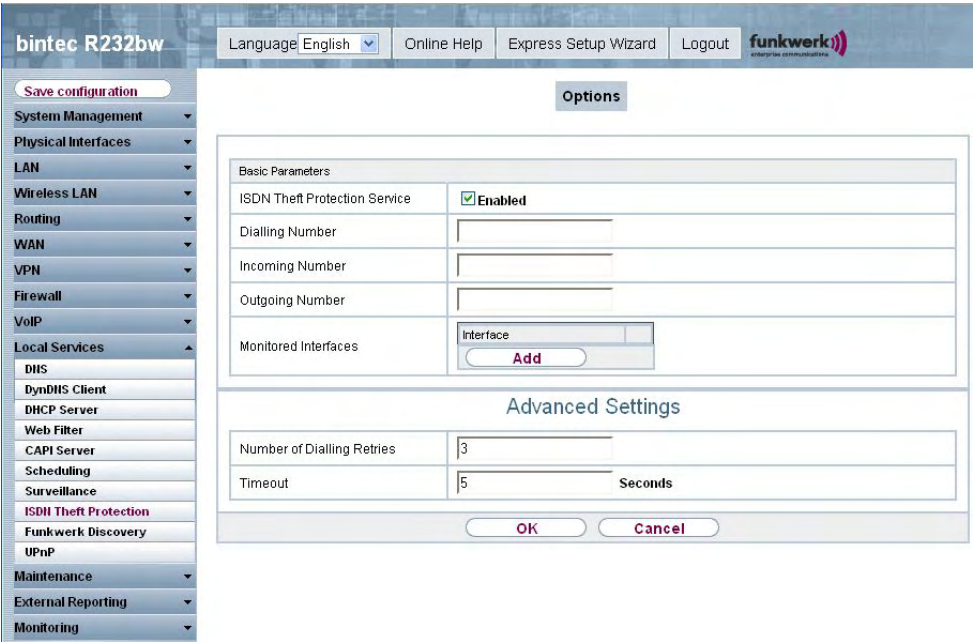 bintec R232bw
Language English Online Help Express Setup Wizard Logout funkwerk
enterprise communications
Save configuration
System Management
Physical Interfaces
LAN
Wireless LAN
Routing
WAN
VPN
Firewall
VoIP
Local Services
DNS
DynDNS Client
DHCP Server
Web Filter
CAPI Server
Scheduling
Surveillance
ISDN Theft Protection
Funkwerk Discovery
UPnP
Maintenance
External Reporting
Monitoring
Options
Basic Parameters
ISDN Theft Protection Service Enabled
Dialling Number
Incoming Number
Outgoing Number
Monitored Interfaces
Interface
Add
Advanced Settings
Number of Dialling Retries 3
Timeout 5 Seconds
OK Cancel